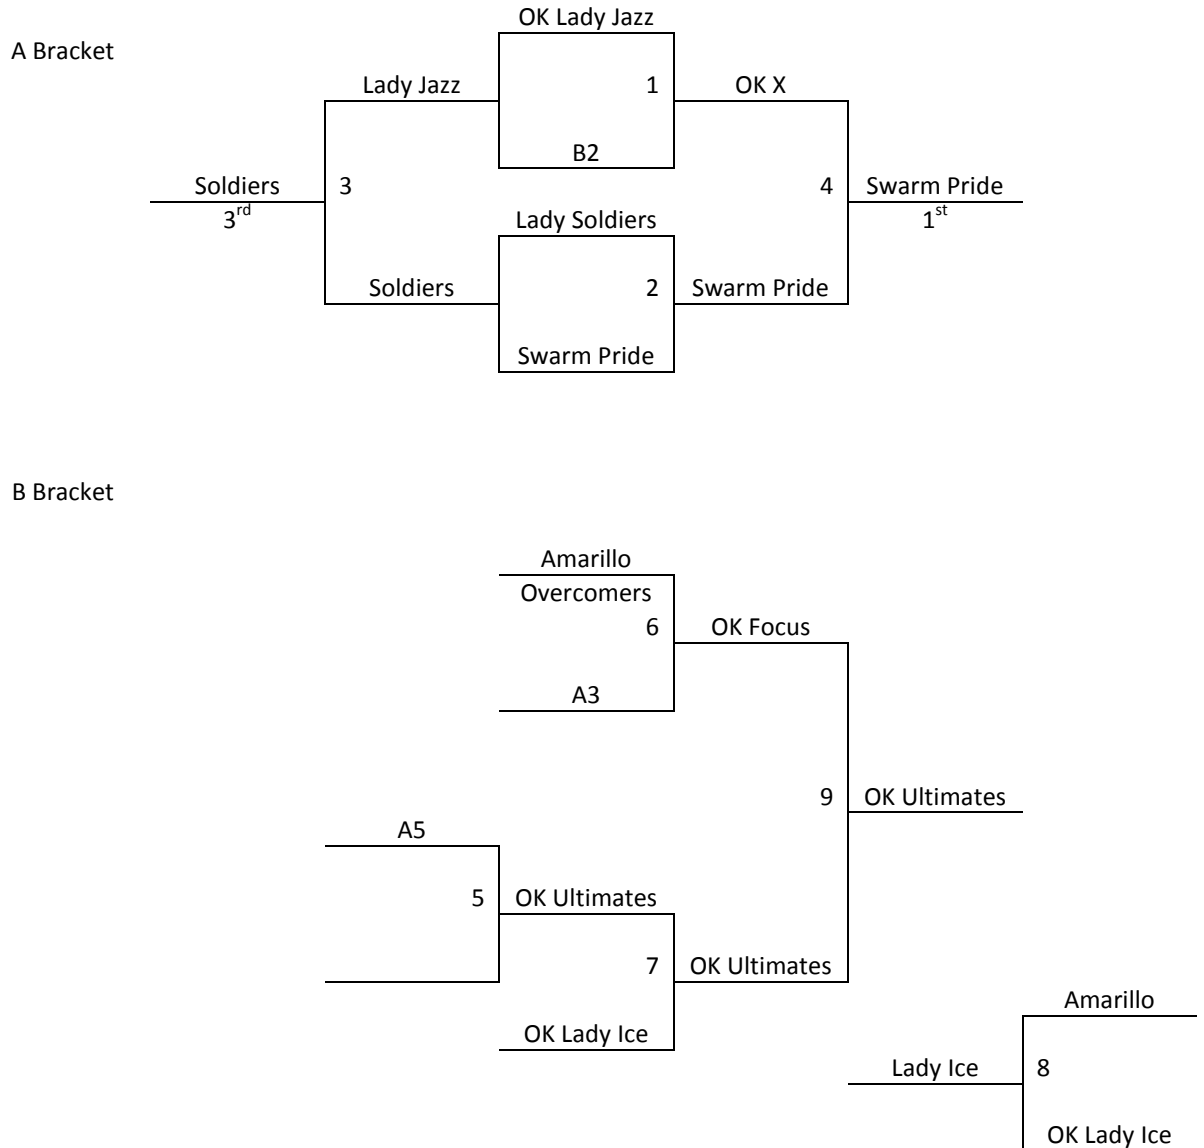 OK Lady Jazz
A Bracket
Lady Jazz
1
OK X
B2
Soldiers
3
4
Swarm Pride
3rd
Lady Soldiers
1st
Soldiers
2
Swarm Pride
Swarm Pride
B Bracket
Amarillo
Overcomers
6
OK Focus
A3
9
OK Ultimates
A5
5
OK Ultimates
7
OK Ultimates
Amarillo
OK Lady Ice
Lady Ice
8
OK Lady Ice